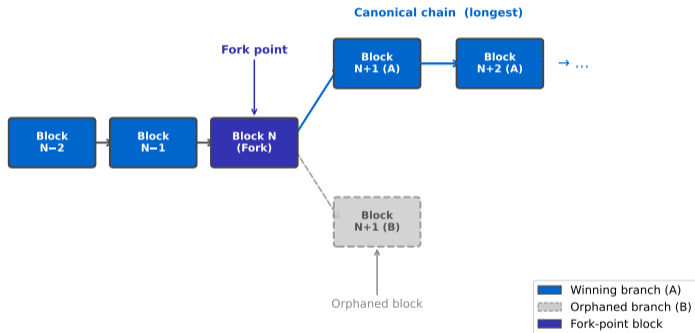 Canonical chain  (longest)
Fork point
Block
N+1 (A)
Block
N+2 (A)
→ ...
Block
N−2
Block
N−1
Block N
(Fork)
Block
N+1 (B)
Orphaned block
Winning branch (A)
Orphaned branch (B)
Fork-point block